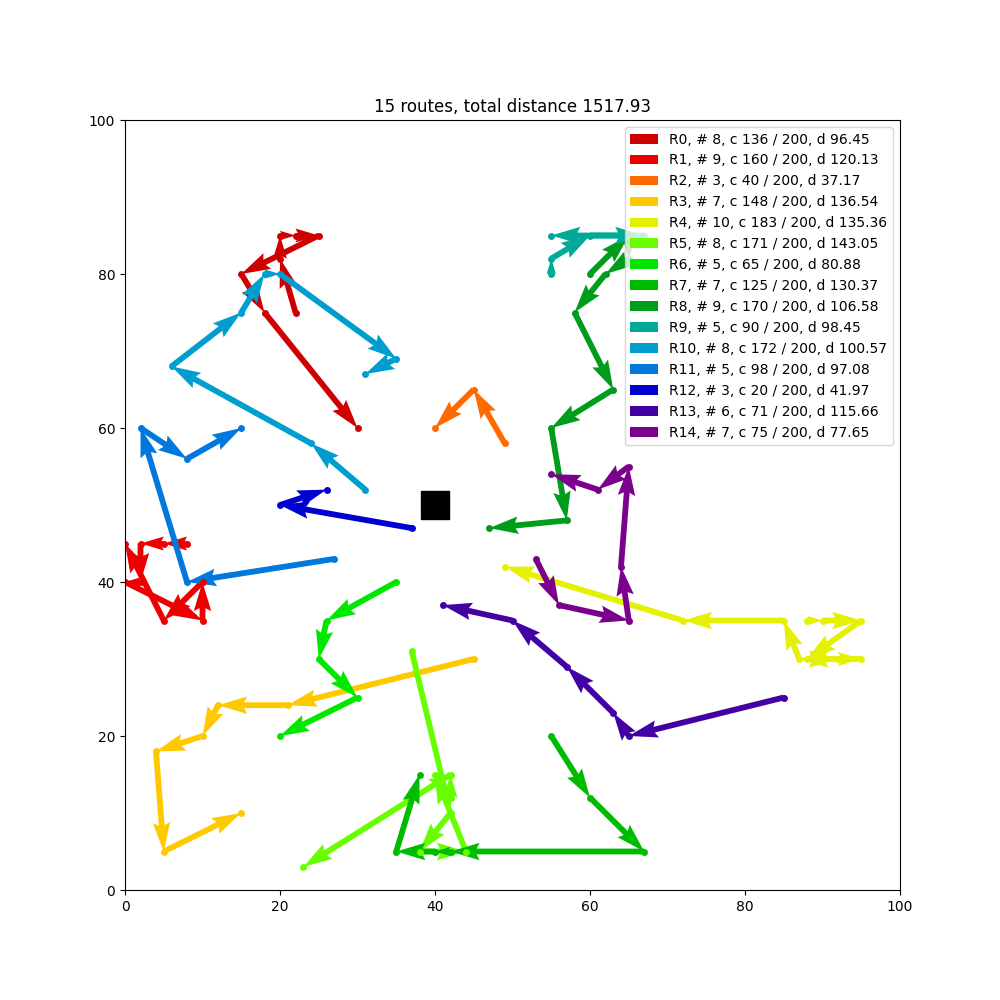 15 routes, total distance 1517.93
R0, # 8, c 136 / 200, d 96.45
R1, # 9, c 160 / 200, d 120.13
R2, # 3, c 40 / 200, d 37.17
R3, # 7, c 148 / 200, d 136.54
R4, # 10, c 183 / 200, d 135.36
R5, # 8, c 171 / 200, d 143.05
R6, # 5, c 65 / 200, d 80.88
R7, # 7, c 125 / 200, d 130.37
R8, # 9, c 170 / 200, d 106.58
R9, # 5, c 90 / 200, d 98.45
R10, # 8, c 172 / 200, d 100.57
R11, # 5, c 98 / 200, d 97.08
R12, # 3, c 20 / 200, d 41.97
R13, # 6, c 71 / 200, d 115.66
R14, # 7, c 75 / 200, d 77.65
100
80
60
40
20
0
0 20 40 60 80 100